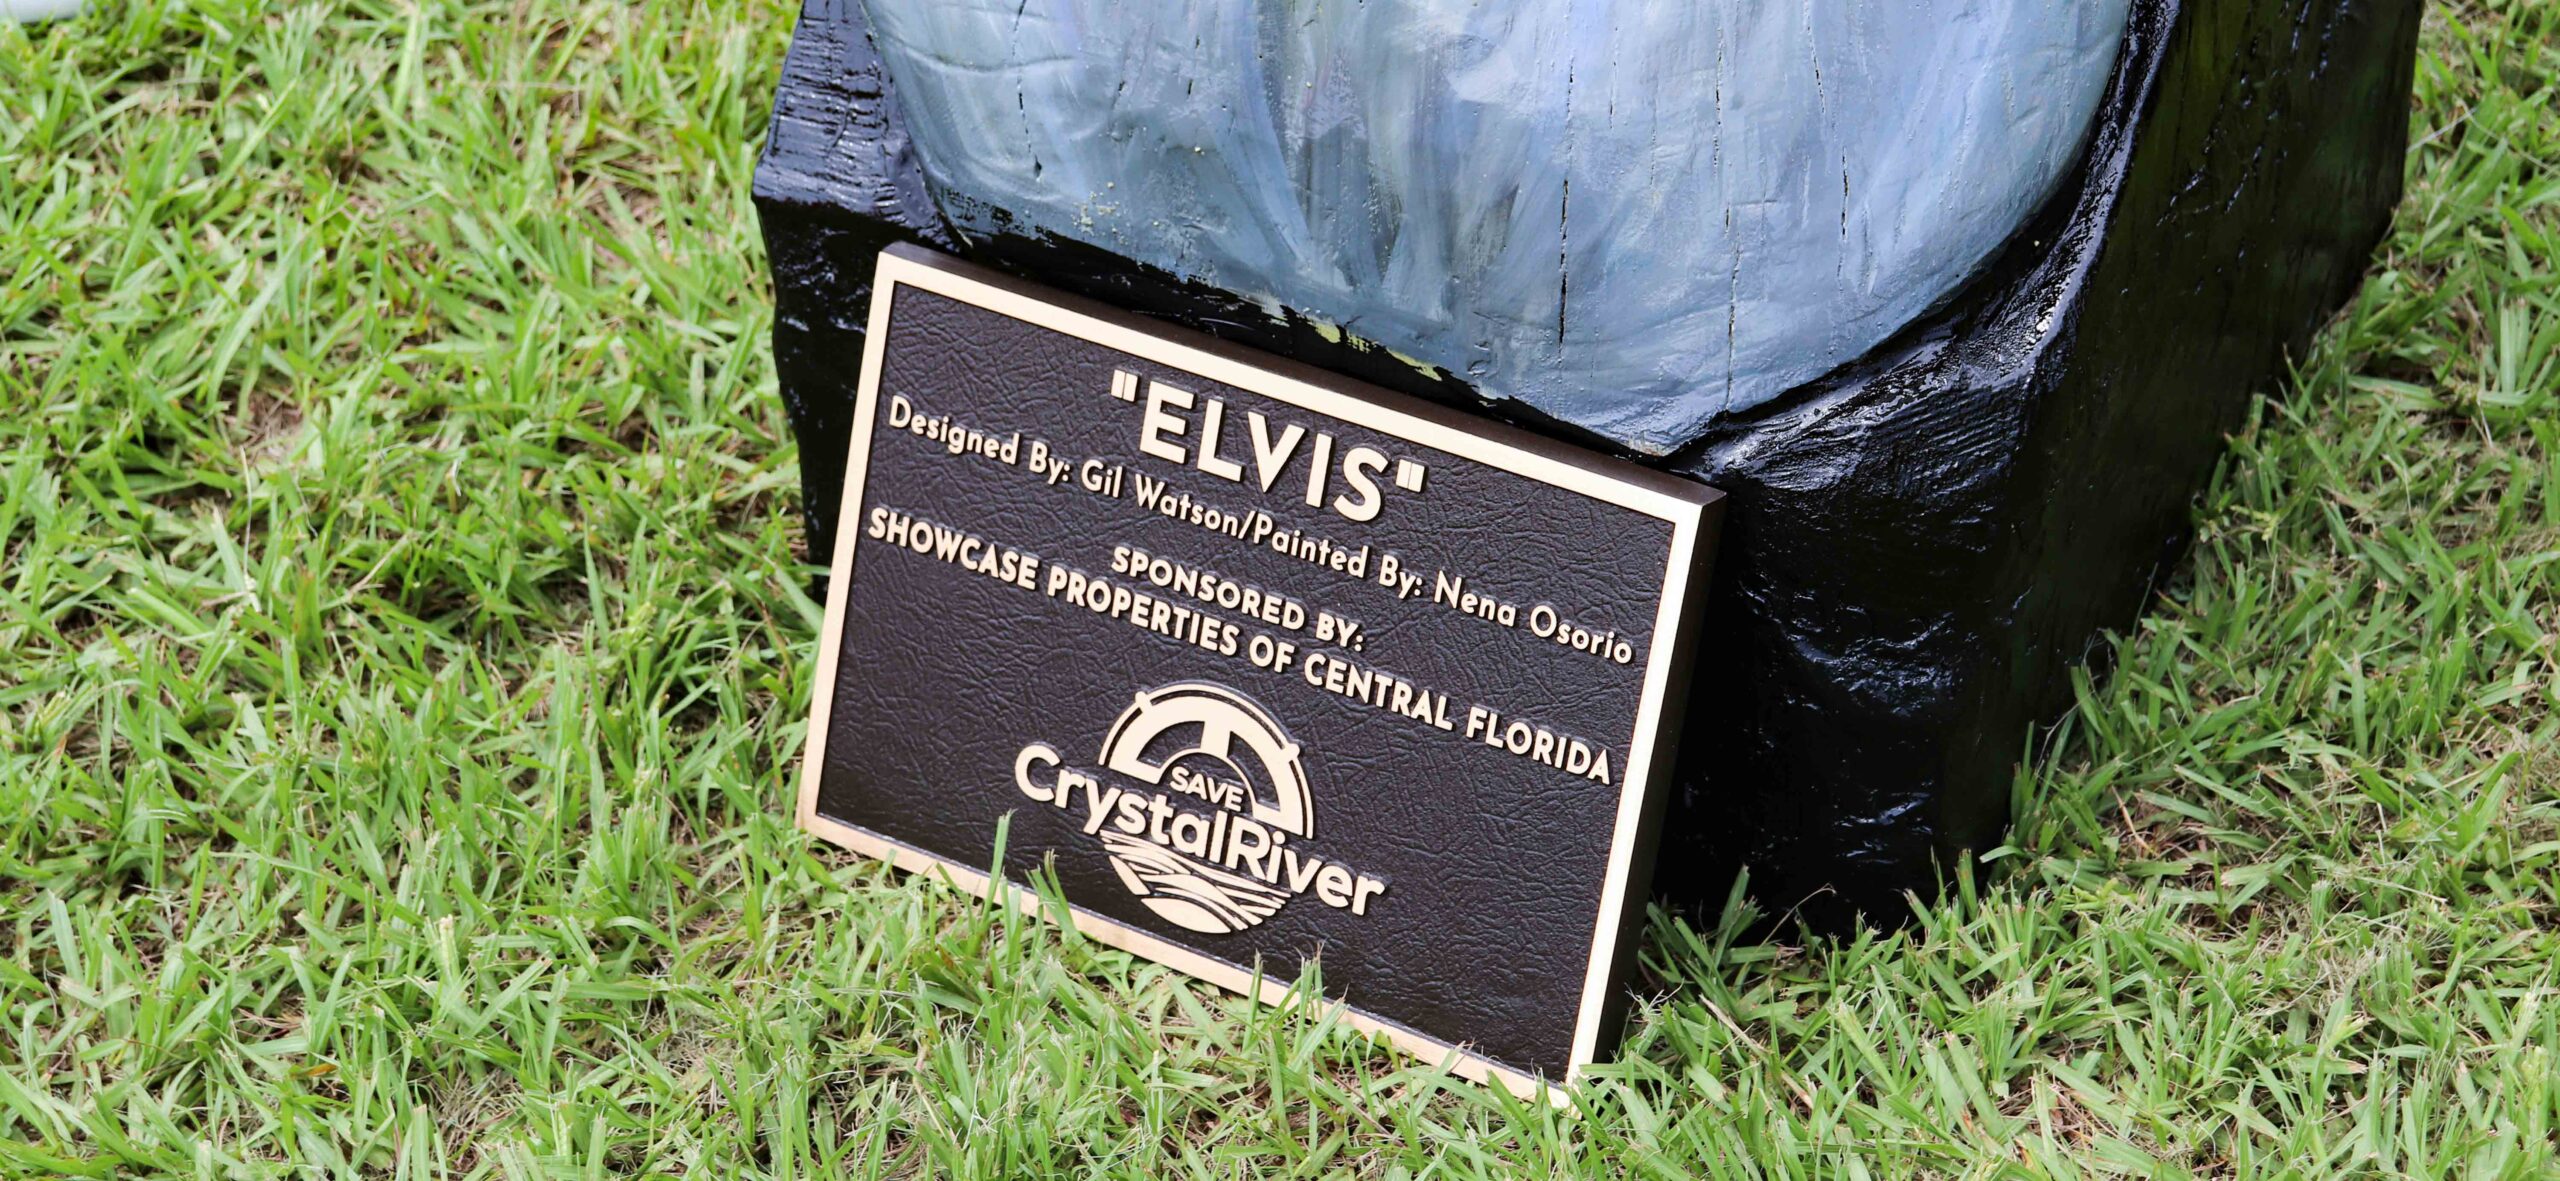 "ELVIS"
Designed By: Gil Watson/Painted By: Nena Osorio
SPONSORED BY:
SHOWCASE PROPERTIES OF CENTRAL FLORIDA
SAVE
CrystalRiver